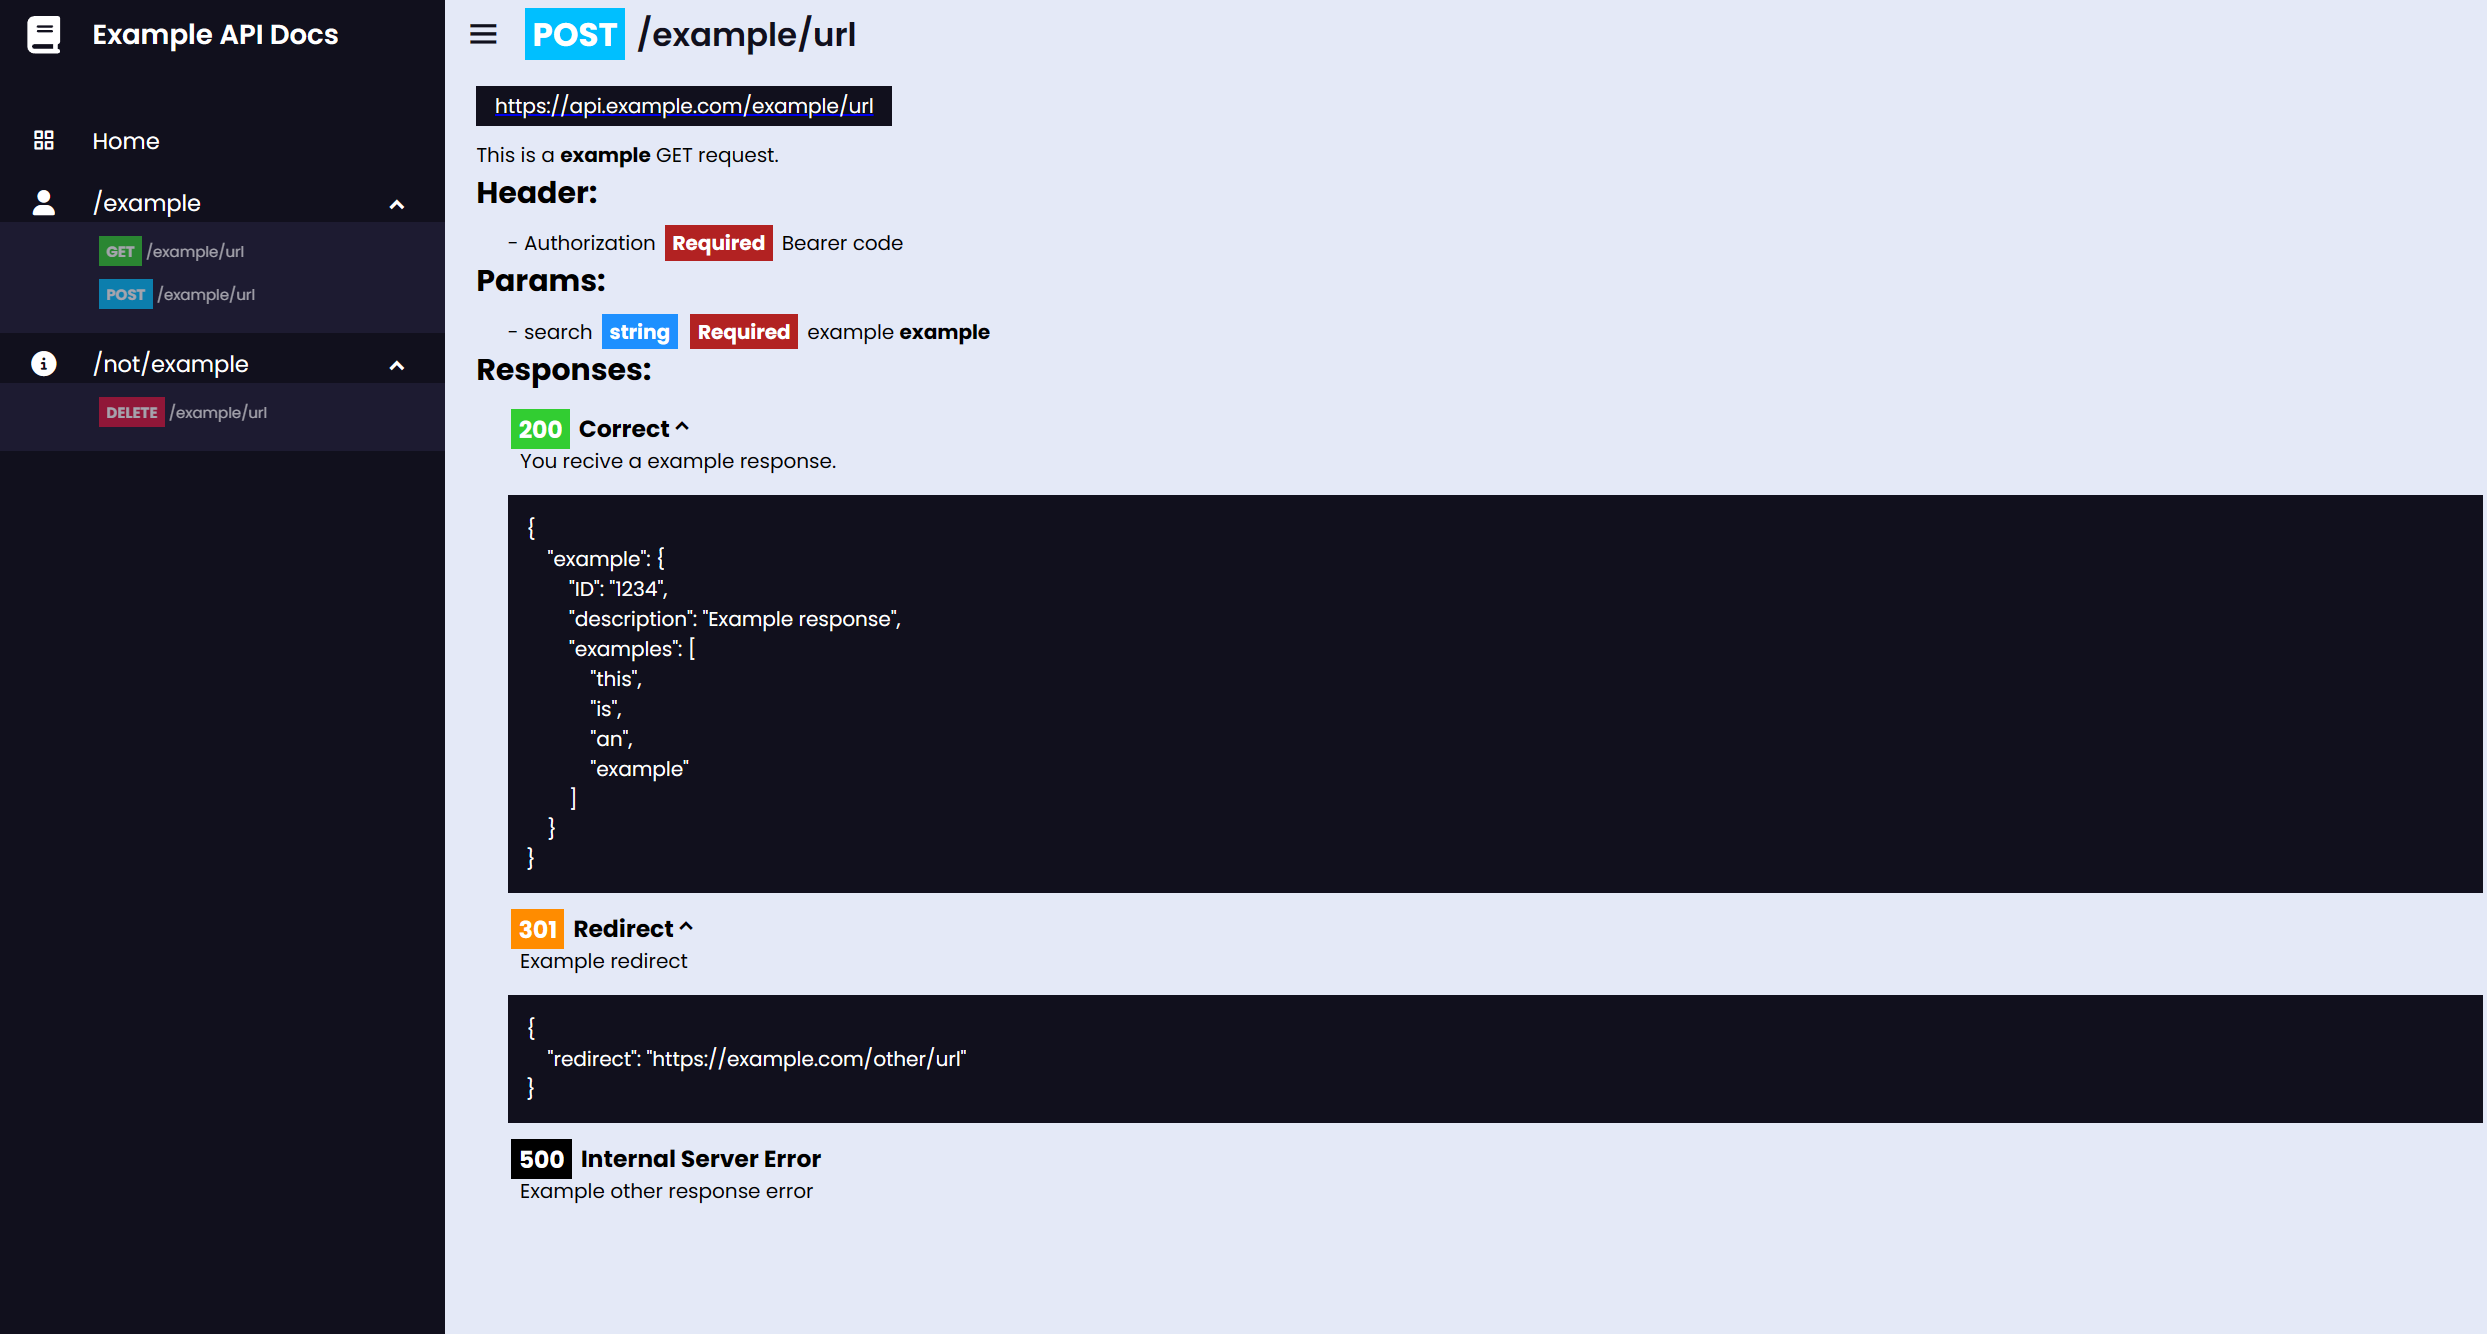 Example API Docs
Home
/example
GET /example/url
POST /example/url
/not/example
DELETE /example/url
POST /example/url
https://api.example.com/example/url
This is a example GET request.
Header:
- Authorization Required Bearer code
Params:
- search string Required example example
Responses:
200 Correct
You recive a example response.
{
"example": {
"ID": "1234",
"description": "Example response",
"examples": [
"this",
"is",
"an",
"example"
]
}
}
301 Redirect
Example redirect
{
"redirect": "https://example.com/other/url"
}
500 Internal Server Error
Example other response error